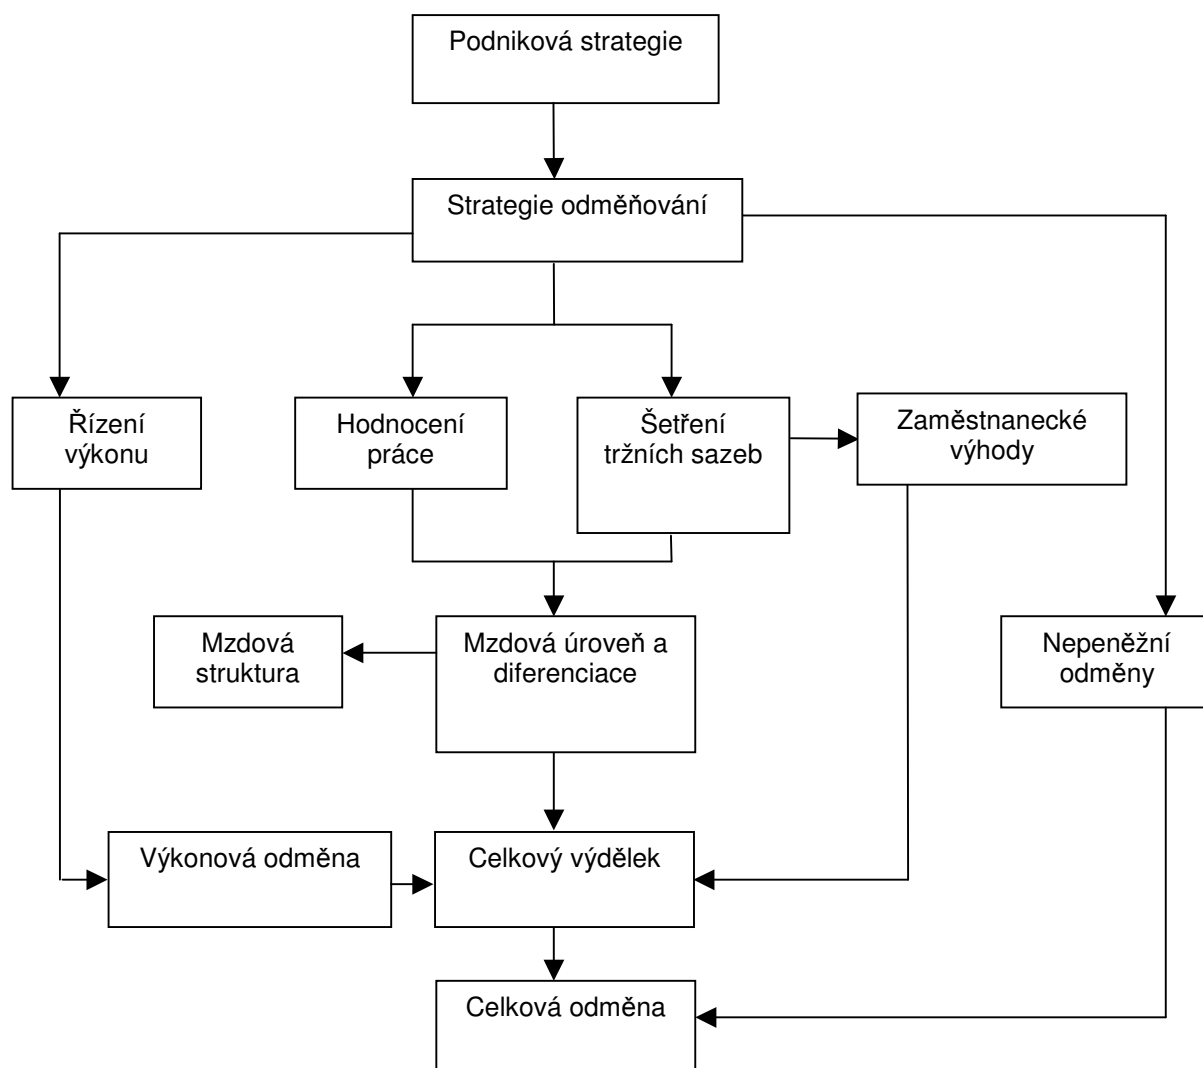 Podniková strategie
Strategie odměňování
Řízení
výkonu
Hodnocení
práce
Šetření
tržních sazeb
Zaměstnanecké
výhody
Mzdová
struktura
Mzdová úroveň a
diferenciace
Nepeněžní
odměny
Výkonová odměna
Celkový výdělek
Celková odměna